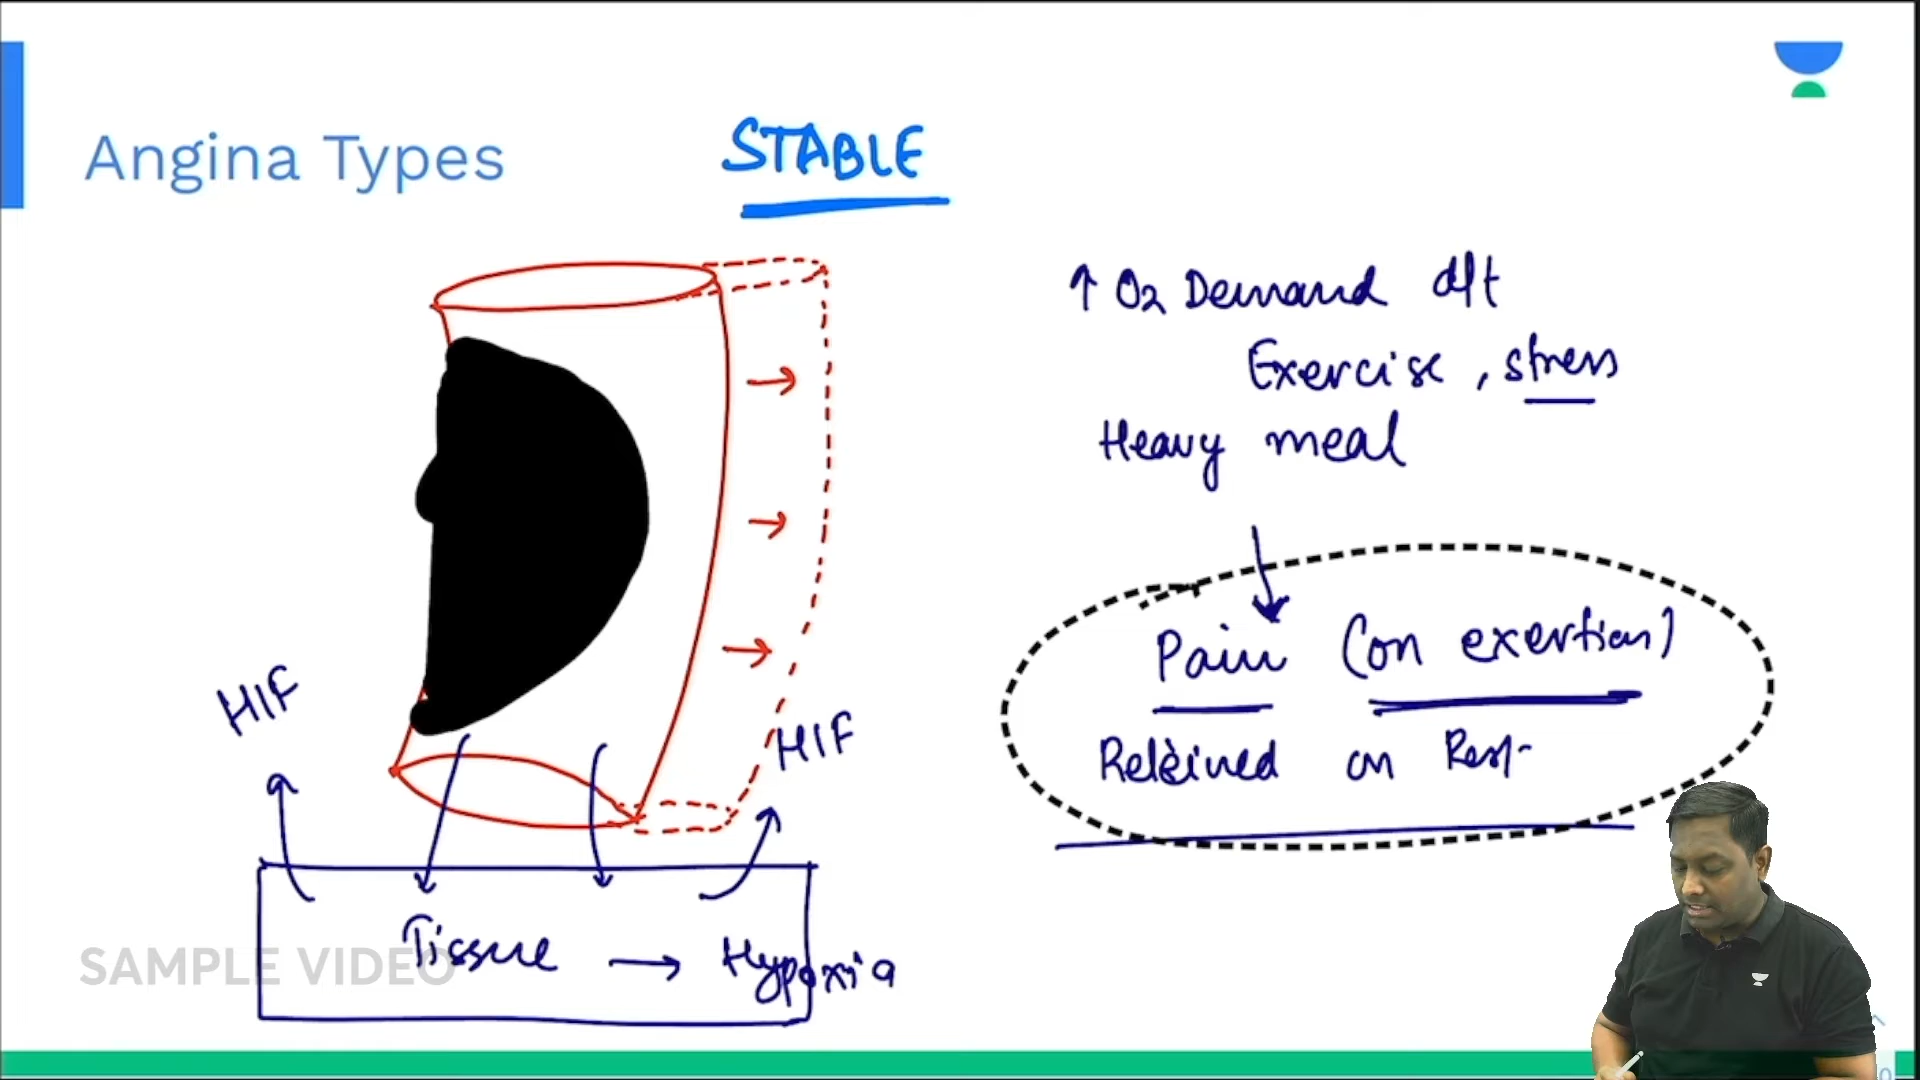 Angina Types
STABLE
↑ O2 Demand d/t
Exercise, stress
Heavy meal
Pain (on exertion)
Releived on Rest
HIF
HIF
Tissue → Hypoxia
SAMPLE VIDEO